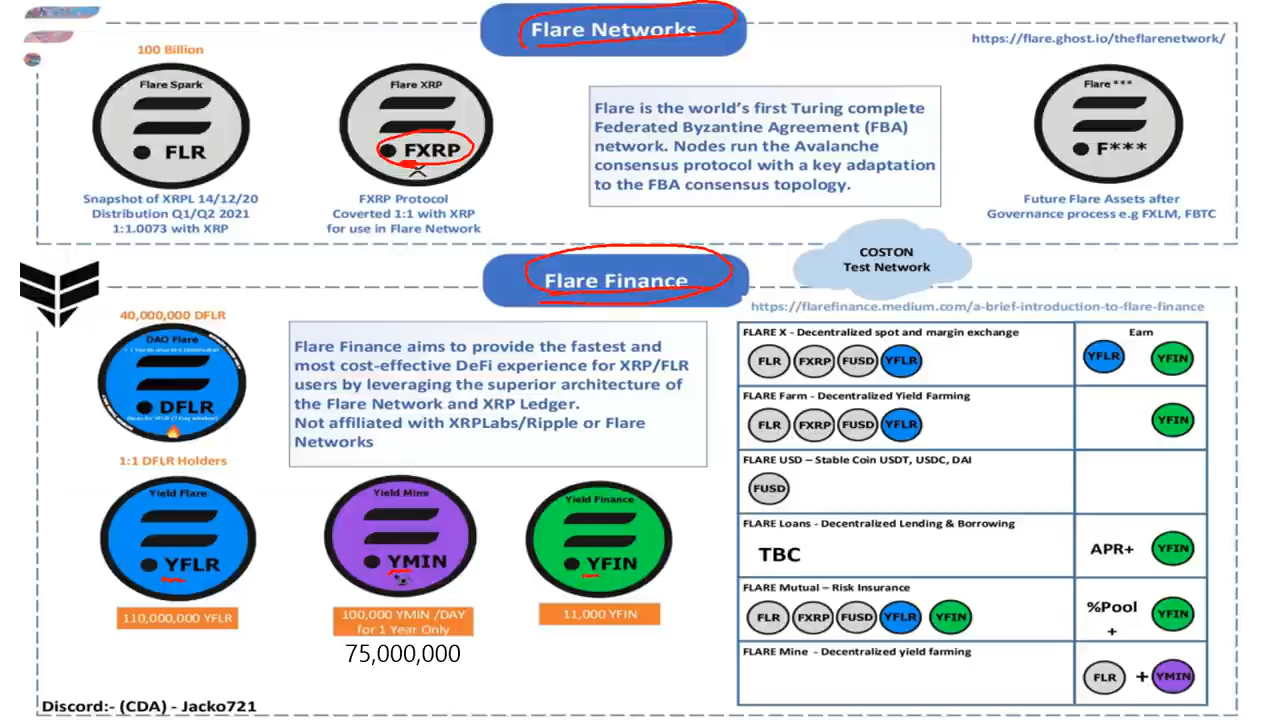 Flare Networks
https://flare.ghost.io/theflarenetwork/
100 Billion
Flare Spark
FLR
Snapshot of XRPL 14/12/20
Distribution Q1/Q2 2021
1:1.0073 with XRP
Flare XRP
FXRP
FXRP Protocol
Coverted 1:1 with XRP
for use in Flare Network
Flare is the world's first Turing complete
Federated Byzantine Agreement (FBA)
network. Nodes run the Avalanche
consensus protocol with a key adaptation
to the FBA consensus topology.
Flare ***
F***
Future Flare Assets after
Governance process e.g FXLM, FBTC
COSTON
Test Network
Flare Finance
https://flarefinance.medium.com/a-brief-introduction-to-flare-finance
40,000,000 DFLR
DAO Flare
DFLR
1:1 DFLR Holders
Flare Finance aims to provide the fastest and
most cost-effective DeFi experience for XRP/FLR
users by leveraging the superior architecture of
the Flare Network and XRP Ledger.
Not affiliated with XRPLabs/Ripple or Flare
Networks
Yield Flare
YFLR
110,000,000 YFLR
Yield Mine
YMIN
100,000 YMIN /DAY
for 1 Year Only
75,000,000
Yield Finance
YFIN
11,000 YFIN
FLARE X - Decentralized spot and margin exchange
FLR FXRP FUSD YFLR
Earn
YFLR YFIN
FLARE Farm - Decentralized Yield Farming
FLR FXRP FUSD YFLR
YFIN
FLARE USD – Stable Coin USDT, USDC, DAI
FUSD
FLARE Loans - Decentralized Lending & Borrowing
TBC
APR+ YFIN
FLARE Mutual – Risk Insurance
FLR FXRP FUSD YFLR YFIN
%Pool
+
YFIN
FLARE Mine - Decentralized yield farming
FLR + YMIN
Discord:- (CDA) - Jacko721